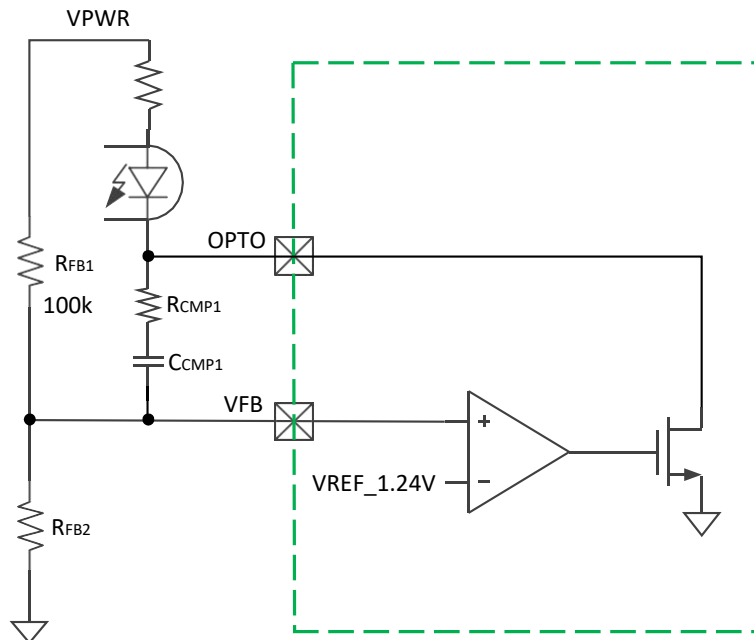 VPWR
OPTO
RFB1
100k
RCMP1
CCMP1
VFB
+
VREF_1.24V
−
RFB2